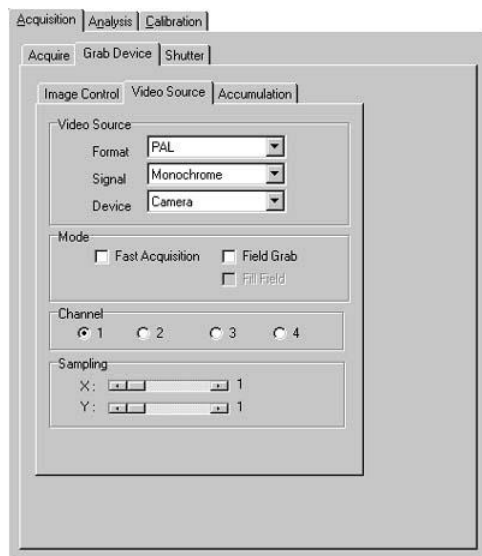 Acquisition Analysis Calibration
Acquire Grab Device Shutter
Image Control Video Source Accumulation
Video Source
Format PAL
Signal Monochrome
Device Camera
Mode
Fast Acquisition Field Grab
Fill Field
Channel
1 2 3 4
Sampling
X: 1
Y: 1